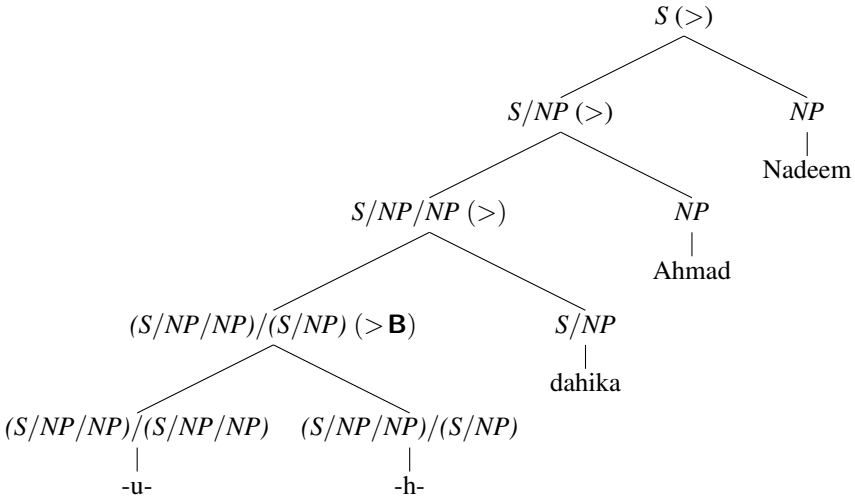 S (>)
S/NP (>) NP
Nadeem
S/NP/NP (>) NP
Ahmad
(S/NP/NP)/(S/NP) (> B) S/NP
dahika
(S/NP/NP)/(S/NP/NP) (S/NP/NP)/(S/NP)
-u- -h-